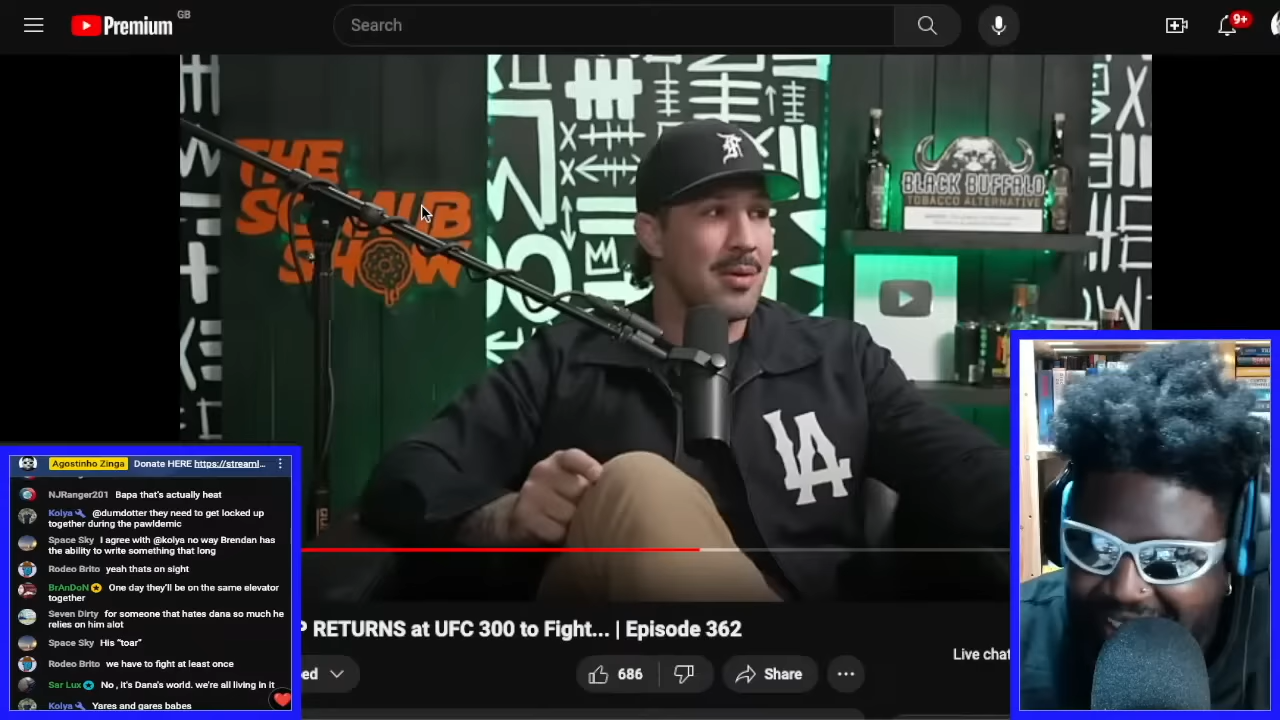 Premium
GB
Search
9+
THE
SCHAUB
SHOW
BLACK BUFFALO
TOBACCO ALTERNATIVE
LA
P RETURNS at UFC 300 to Fight... | Episode 362
ed
686
Share
Live chat
Agostinho Zinga Donate HERE https://streaml...
NJRanger201 Bapa that's actually heat
Kolya @dumdotter they need to get locked up
together during the pawldemic
Space Sky I agree with @kolya no way Brendan has
the ability to write something that long
Rodeo Brito yeah thats on sight
BrAnDoN One day they'll be on the same elevator
together
Seven Dirty for someone that hates dana so much he
relies on him alot
Space Sky His "toar"
Rodeo Brito we have to fight at least once
Sar Lux No , it's Dana's world. we're all living in it
Kolya Yares and gares babes